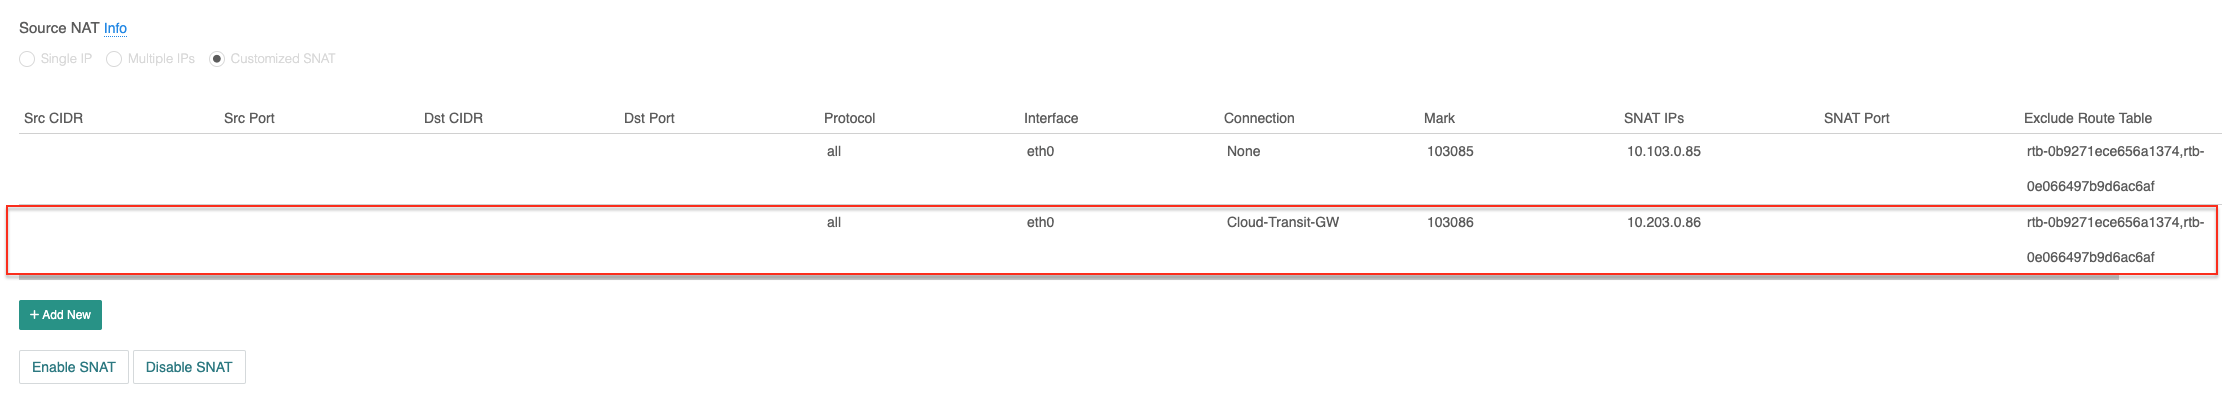 Source NAT Info
Single IP Multiple IPs Customized SNAT
Src CIDR Src Port Dst CIDR Dst Port Protocol Interface Connection Mark SNAT IPs SNAT Port Exclude Route Table
all eth0 None 103085 10.103.0.85 rtb-0b9271ece656a1374,rtb-
0e066497b9d6ac6af
all eth0 Cloud-Transit-GW 103086 10.203.0.86 rtb-0b9271ece656a1374,rtb-
0e066497b9d6ac6af
+ Add New
Enable SNAT Disable SNAT